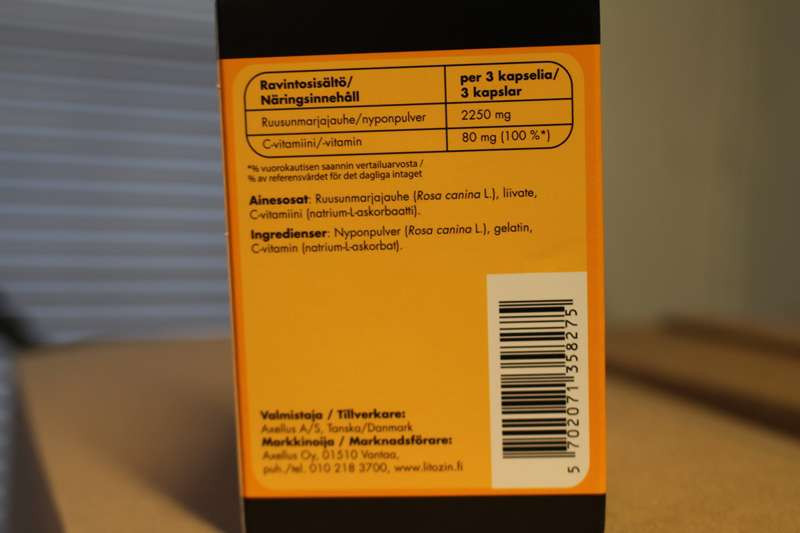 Ravintosisältö/
Näringsinnehåll
per 3 kapselia/
3 kapslar
Ruusunmarjajauhe/nyponpulver
2250 mg
C-vitamiini/-vitamin
80 mg (100 %*)
*% vuorokautisen saannin vertailuarvosta /
% av referensvärdet för det dagliga intaget
Ainesosat: Ruusunmarjajauhe (Rosa canina L.), liivate,
C-vitamiini (natrium-L-askorbaatti).
Ingredienser: Nyponpulver (Rosa canina L.), gelatin,
C-vitamin (natrium-L-askorbat).
Valmistaja / Tillverkare:
Axellus A/S, Tanska/Danmark
Markkinoija / Marknadsförare:
Axellus Oy, 01510 Vantaa,
puh./tel. 010 218 3700, www.litozin.fi
5 702071 358275